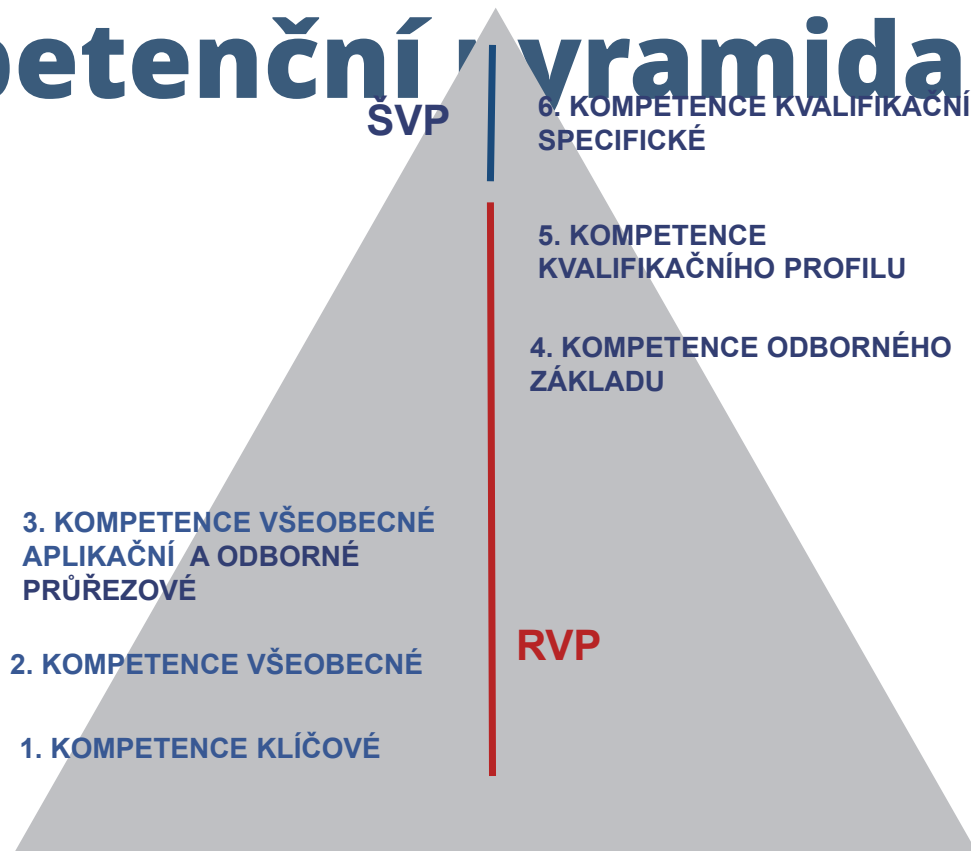 petenční pyramida
ŠVP
6. KOMPETENCE KVALIFIKAČNÍ
SPECIFICKÉ
5. KOMPETENCE
KVALIFIKAČNÍHO PROFILU
4. KOMPETENCE ODBORNÉHO
ZÁKLADU
3. KOMPETENCE VŠEOBECNÉ
APLIKAČNÍ A ODBORNÉ
PRŮŘEZOVÉ
RVP
2. KOMPETENCE VŠEOBECNÉ
1. KOMPETENCE KLÍČOVÉ